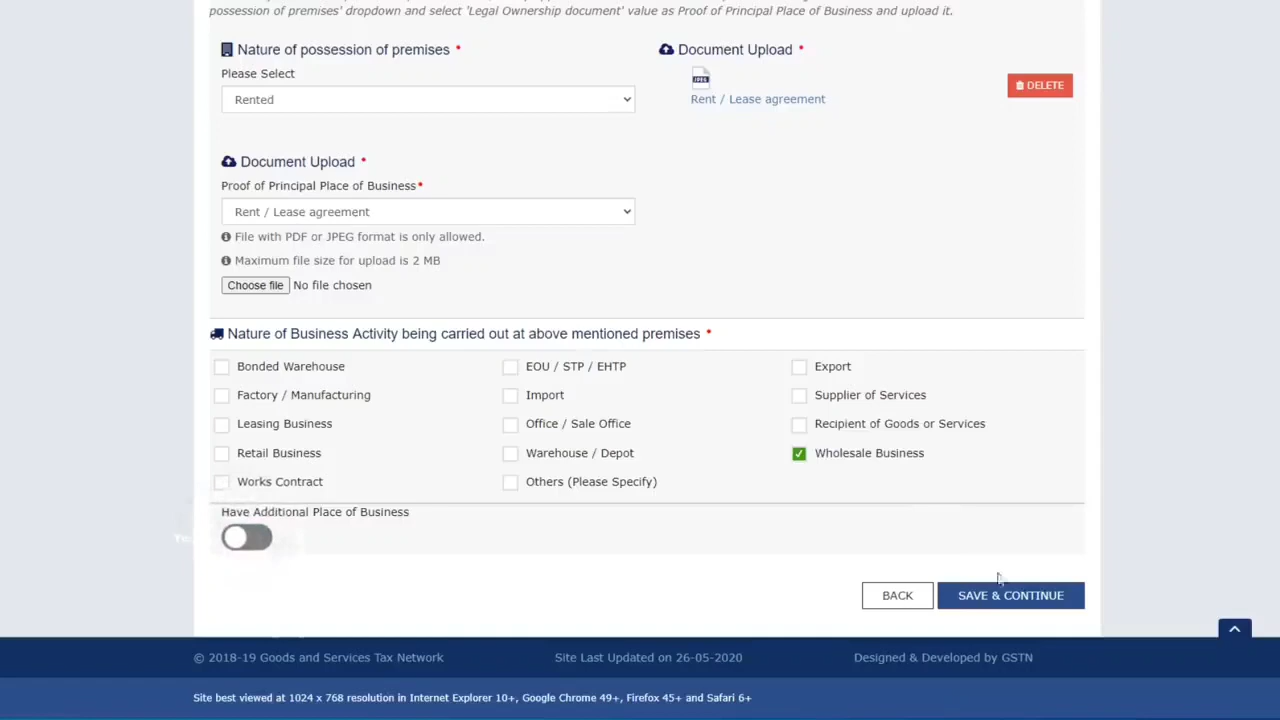 possession of premises' dropdown and select 'Legal Ownership document' value as Proof of Principal Place of Business and upload it.
Nature of possession of premises *
Document Upload *
Please Select
JPEG
Rented
Rent / Lease agreement
DELETE
Document Upload *
Proof of Principal Place of Business*
Rent / Lease agreement
File with PDF or JPEG format is only allowed.
Maximum file size for upload is 2 MB
Choose file No file chosen
Nature of Business Activity being carried out at above mentioned premises *
Bonded Warehouse
EOU / STP / EHTP
Export
Factory / Manufacturing
Import
Supplier of Services
Leasing Business
Office / Sale Office
Recipient of Goods or Services
Retail Business
Warehouse / Depot
Wholesale Business
Works Contract
Others (Please Specify)
Have Additional Place of Business
BACK
SAVE & CONTINUE
© 2018-19 Goods and Services Tax Network
Site Last Updated on 26-05-2020
Designed & Developed by GSTN
Site best viewed at 1024 x 768 resolution in Internet Explorer 10+, Google Chrome 49+, Firefox 45+ and Safari 6+